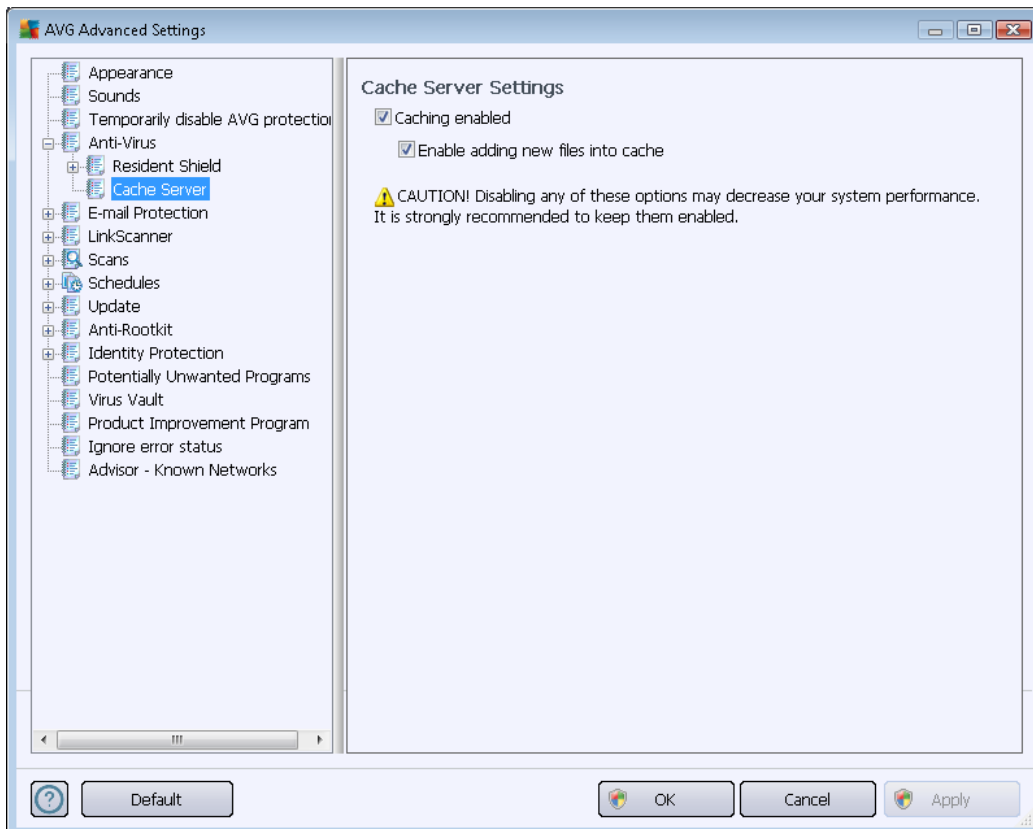 AVG Advanced Settings
Appearance
Sounds
Temporarily disable AVG protection
Anti-Virus
Resident Shield
Cache Server
E-mail Protection
LinkScanner
Scans
Schedules
Update
Anti-Rootkit
Identity Protection
Potentially Unwanted Programs
Virus Vault
Product Improvement Program
Ignore error status
Advisor - Known Networks
Cache Server Settings
Caching enabled
Enable adding new files into cache
CAUTION! Disabling any of these options may decrease your system performance.
It is strongly recommended to keep them enabled.
?
Default
OK
Cancel
Apply